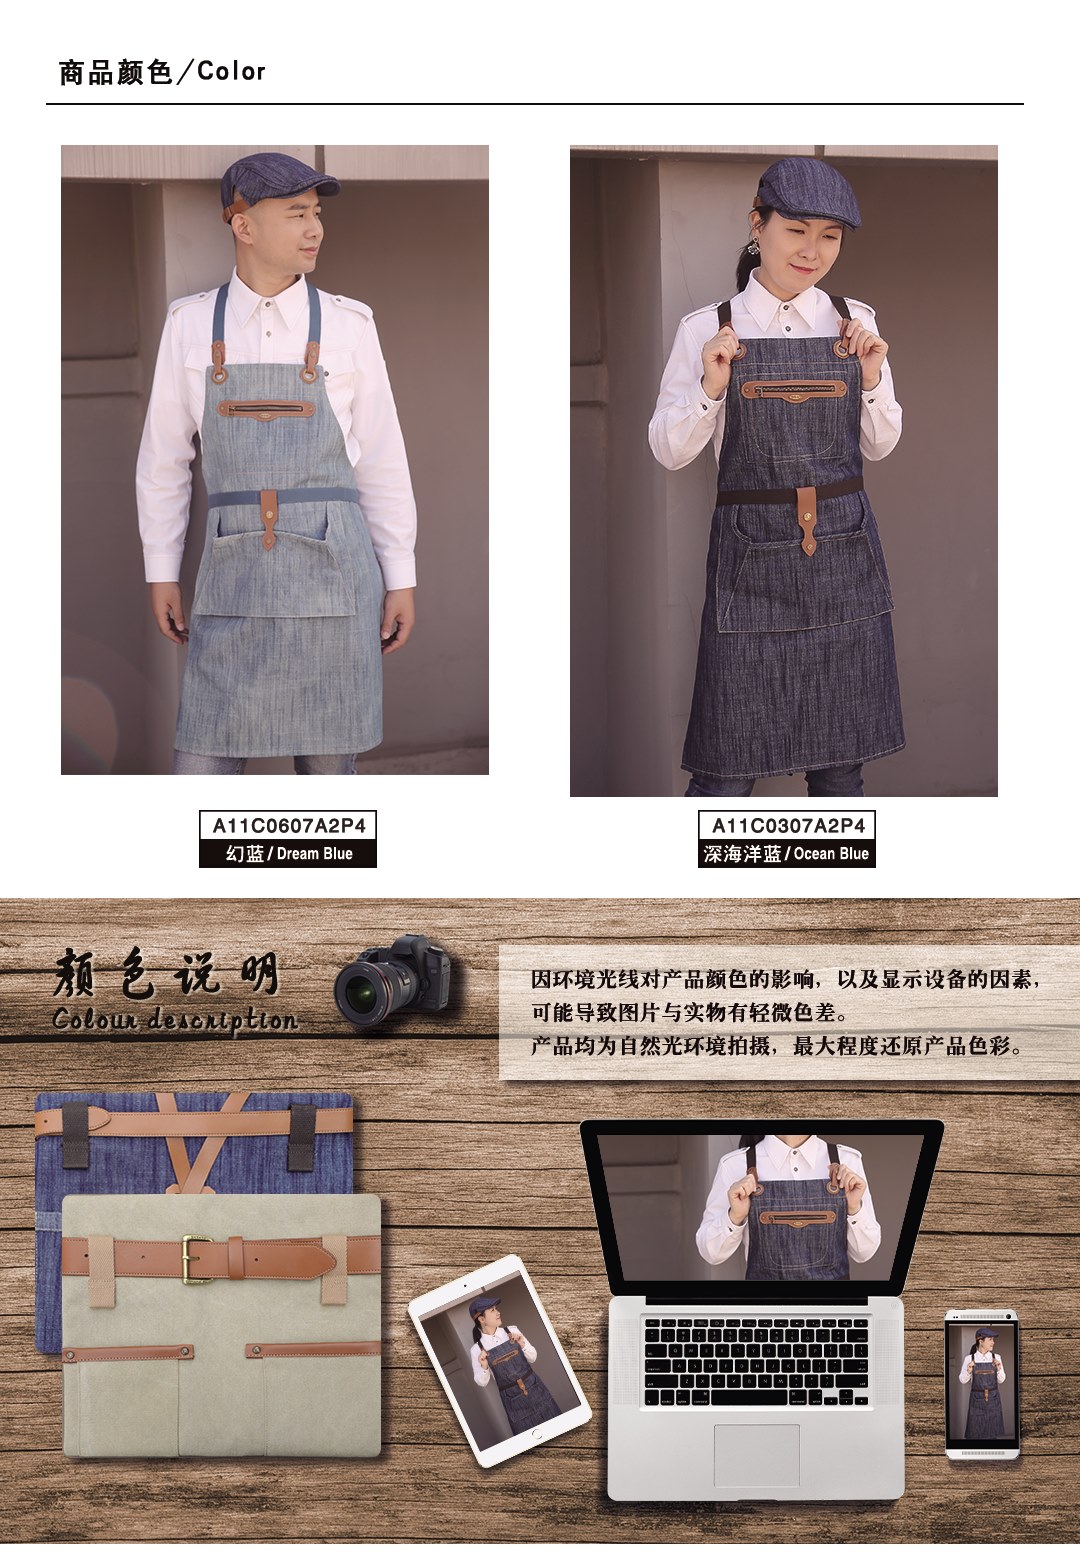 商品颜色/Color
A11C0607A2P4
幻蓝/Dream Blue
A11C0307A2P4
深海洋蓝/Ocean Blue
颜色说明
Colour description
因环境光线对产品颜色的影响，以及显示设备的因素，
可能导致图片与实物有轻微色差。
产品均为自然光环境拍摄，最大程度还原产品色彩。